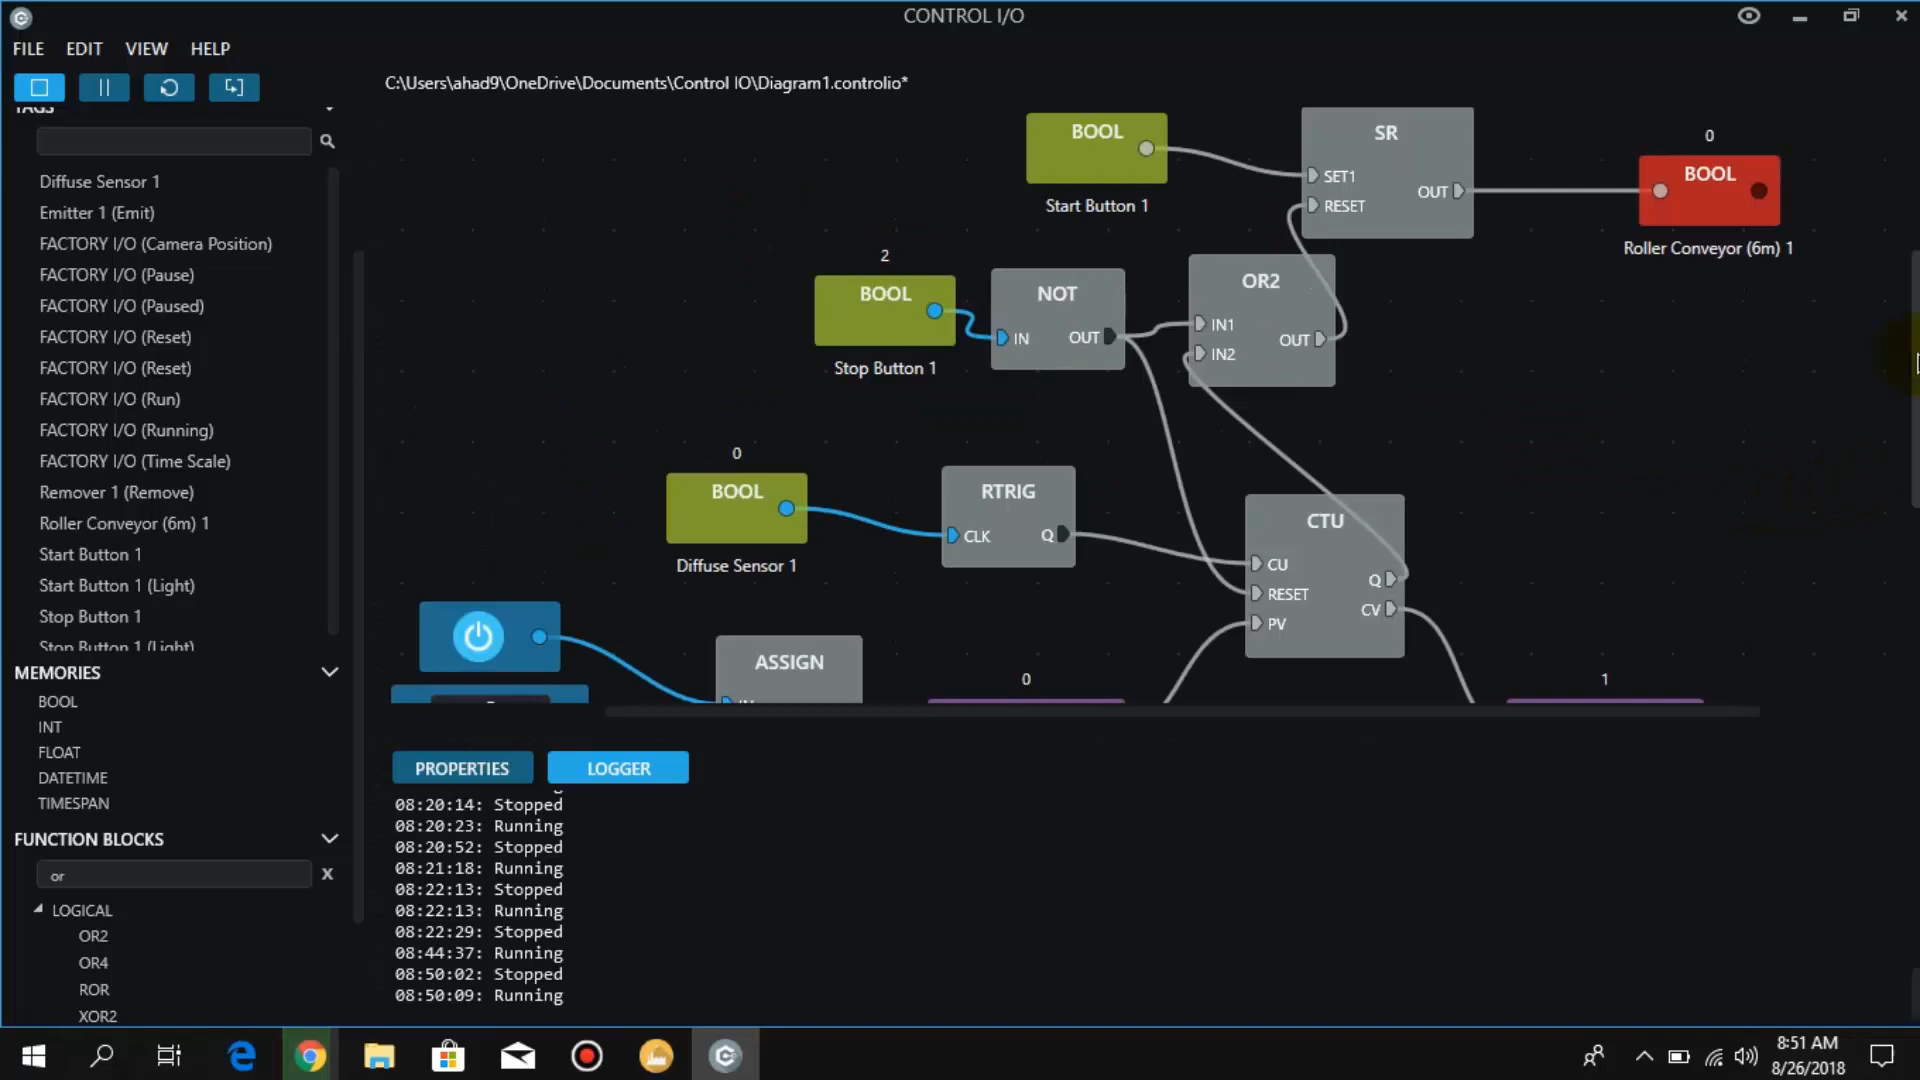 CONTROL I/O
FILE EDIT VIEW HELP
C:\Users\ahad9\OneDrive\Documents\Control IO\Diagram1.controlio*
TAGS
Diffuse Sensor 1
Emitter 1 (Emit)
FACTORY I/O (Camera Position)
FACTORY I/O (Pause)
FACTORY I/O (Paused)
FACTORY I/O (Reset)
FACTORY I/O (Reset)
FACTORY I/O (Run)
FACTORY I/O (Running)
FACTORY I/O (Time Scale)
Remover 1 (Remove)
Roller Conveyor (6m) 1
Start Button 1
Start Button 1 (Light)
Stop Button 1
Stop Button 1 (Light)
MEMORIES
BOOL
INT
FLOAT
DATETIME
TIMESPAN
FUNCTION BLOCKS
or X
LOGICAL
OR2
OR4
ROR
XOR2
BOOL
Start Button 1
SR
SET1
RESET
OUT
0
BOOL
Roller Conveyor (6m) 1
2
BOOL
Stop Button 1
NOT
IN OUT
OR2
IN1
IN2
OUT
0
BOOL
Diffuse Sensor 1
RTRIG
CLK Q
CTU
CU
RESET
PV
Q
CV
ASSIGN
0
1
PROPERTIES LOGGER
08:20:14: Stopped
08:20:23: Running
08:20:52: Stopped
08:21:18: Running
08:22:13: Stopped
08:22:13: Running
08:22:29: Stopped
08:44:37: Running
08:50:02: Stopped
08:50:09: Running
8:51 AM
8/26/2018